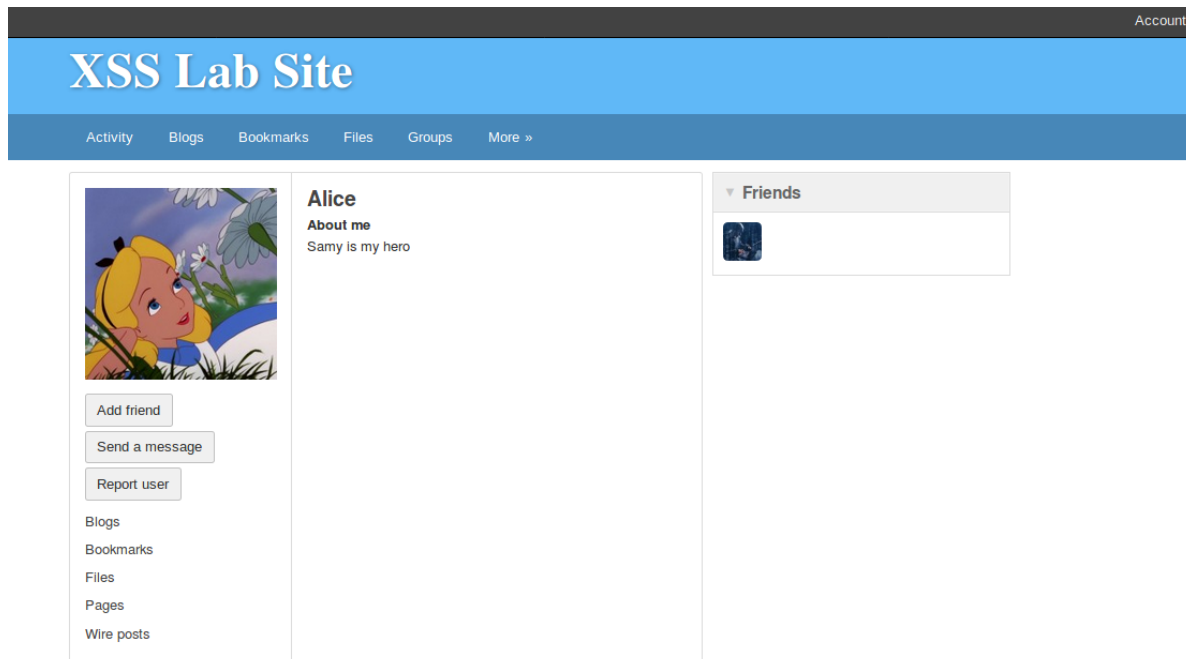 Account
XSS Lab Site
Activity Blogs Bookmarks Files Groups More »
Alice
About me
Samy is my hero
Add friend
Send a message
Report user
Blogs
Bookmarks
Files
Pages
Wire posts
Friends